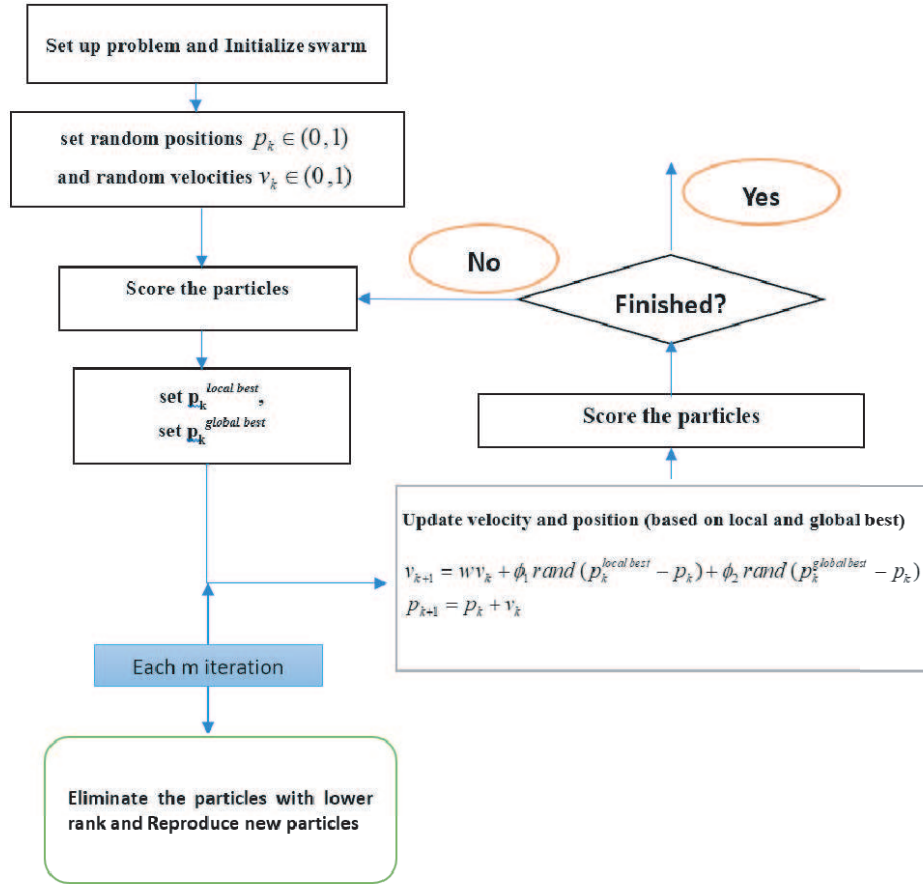 Set up problem and Initialize swarm
set random positions p_k ∈ (0,1)
and random velocities v_k ∈ (0,1)
Score the particles
set p_k^{local best},
set p_k^{global best}
Each m iteration
Eliminate the particles with lower
rank and Reproduce new particles
Update velocity and position (based on local and global best)
v_{k+1} = wv_k + ϕ_1 rand (p_k^{local best} − p_k) + ϕ_2 rand (p_k^{global best} − p_k)
p_{k+1} = p_k + v_k
Score the particles
Finished?
No
Yes